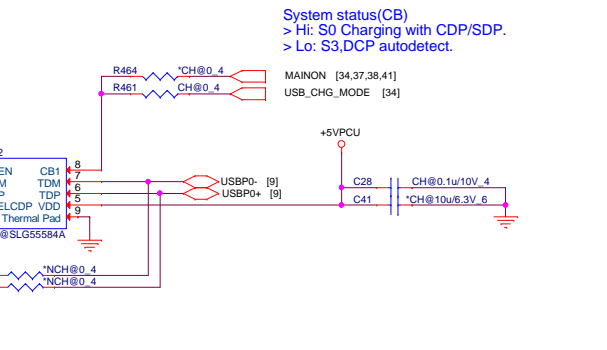 System status(CB)
> Hi: S0 Charging with CDP/SDP.
> Lo: S3,DCP autodetect.
R464 *CH@0_4 MAINON [34,37,38,41]
R461 CH@0_4 USB_CHG_MODE [34]
+5VPCU
2
EN CB1 8
M TDM 7 USBP0- [9]
P TDP 6 USBP0+ [9]
ELCDP VDD 5
Thermal Pad 9
@SLG55584A
C28 CH@0.1u/10V_4
C41 *CH@10u/6.3V_6
*NCH@0_4
*NCH@0_4